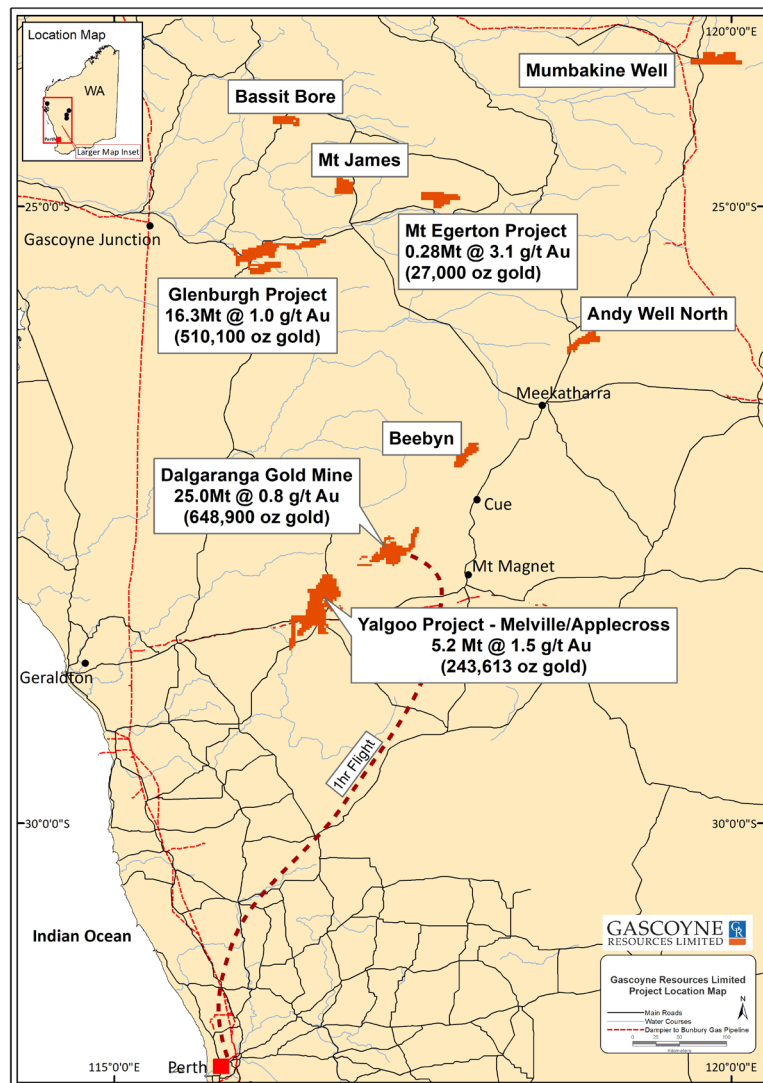 Location Map
WA
Perth
Larger Map Inset
120°0'0"E
Mumbakine Well
Bassit Bore
Mt James
25°0'0"S
25°0'0"S
Gascoyne Junction
Mt Egerton Project
0.28Mt @ 3.1 g/t Au
(27,000 oz gold)
Glenburgh Project
16.3Mt @ 1.0 g/t Au
(510,100 oz gold)
Andy Well North
Meekatharra
Beebyn
Dalgaranga Gold Mine
25.0Mt @ 0.8 g/t Au
(648,900 oz gold)
Cue
Mt Magnet
Yalgoo Project - Melville/Applecross
5.2 Mt @ 1.5 g/t Au
(243,613 oz gold)
Geraldton
1hr Flight
30°0'0"S
30°0'0"S
Indian Ocean
GASCOYNE
RESOURCES LIMITED
GR
Gascoyne Resources Limited
Project Location Map
N
Main Roads
Water Courses
Dampier to Bunbury Gas Pipeline
0 25 50 100
Kilometers
Perth
115°0'0"E
120°0'0"E